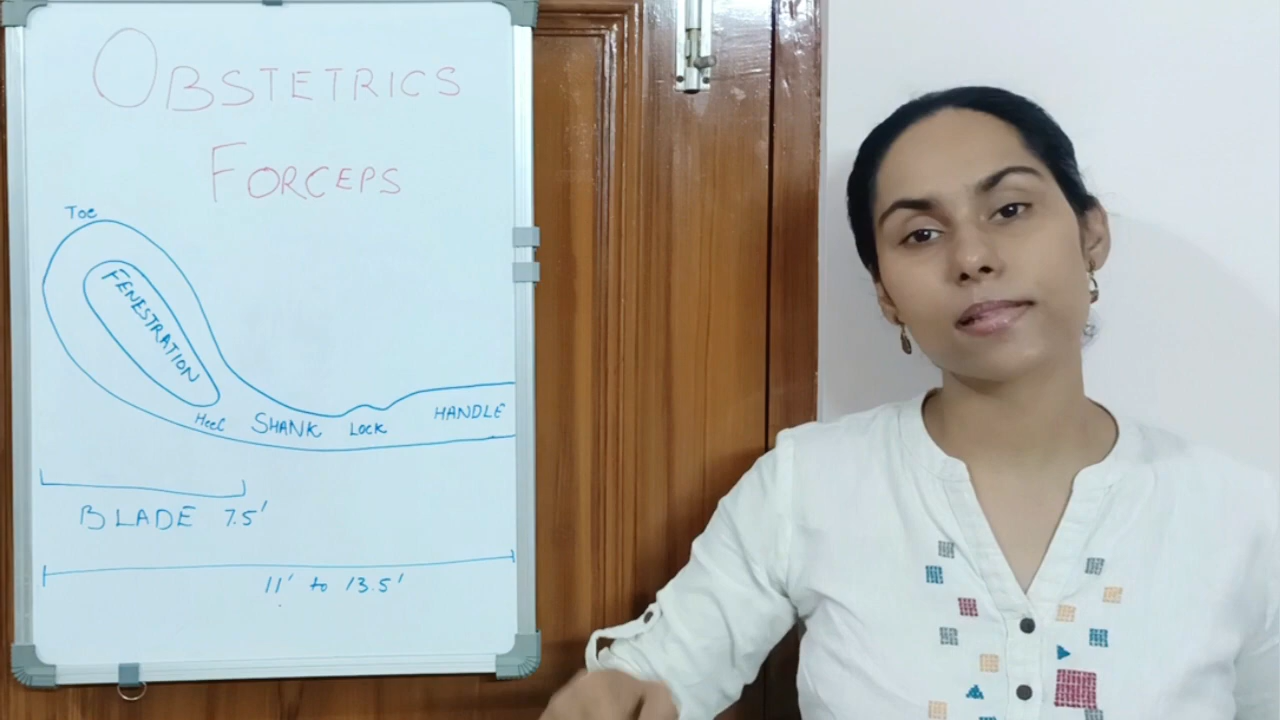 OBSTETRICS
FORCEPS
Toe
FENESTRATION
Heel SHANK LOCK HANDLE
BLADE 7.5'
11' to 13.5'